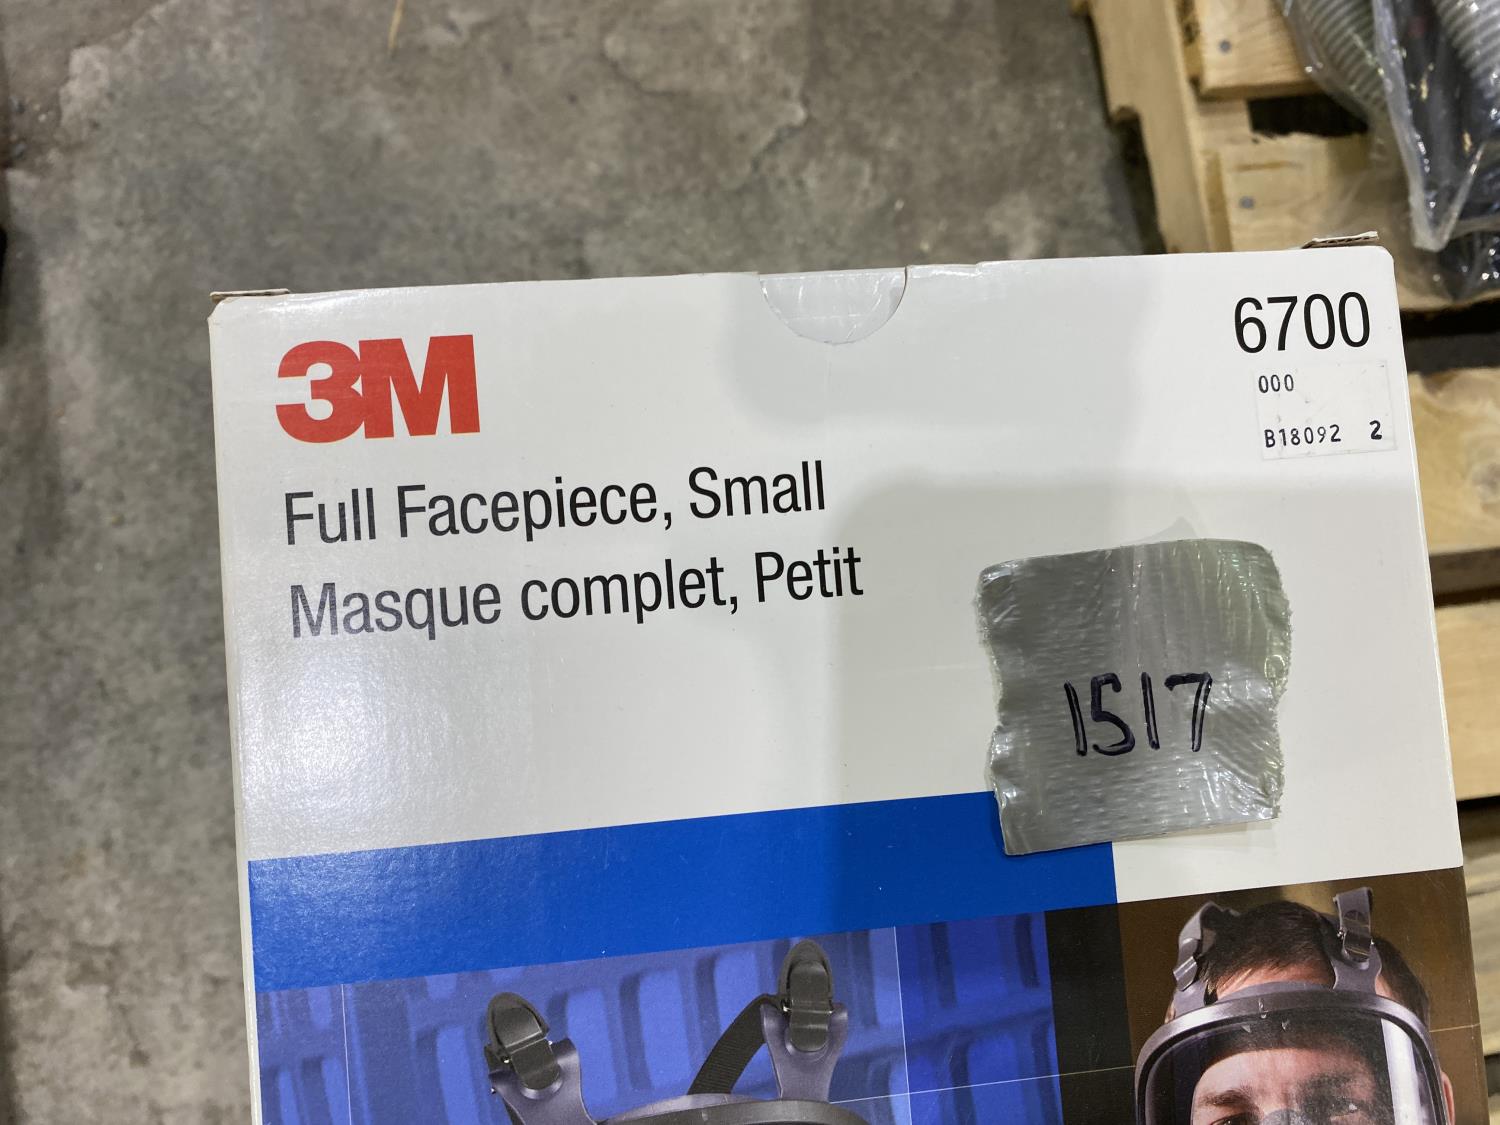 3M
6700
000
B18092 2
Full Facepiece, Small
Masque complet, Petit
1517